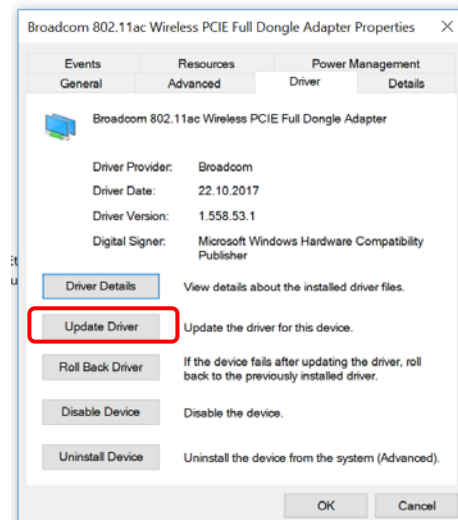 Broadcom 802.11ac Wireless PCIE Full Dongle Adapter Properties
Events Resources Power Management
General Advanced Driver Details
Broadcom 802.11ac Wireless PCIE Full Dongle Adapter
Driver Provider: Broadcom
Driver Date: 22.10.2017
Driver Version: 1.558.53.1
Digital Signer: Microsoft Windows Hardware Compatibility
Publisher
Driver Details View details about the installed driver files.
Update Driver Update the driver for this device.
Roll Back Driver If the device fails after updating the driver, roll
back to the previously installed driver.
Disable Device Disable the device.
Uninstall Device Uninstall the device from the system (Advanced).
OK Cancel